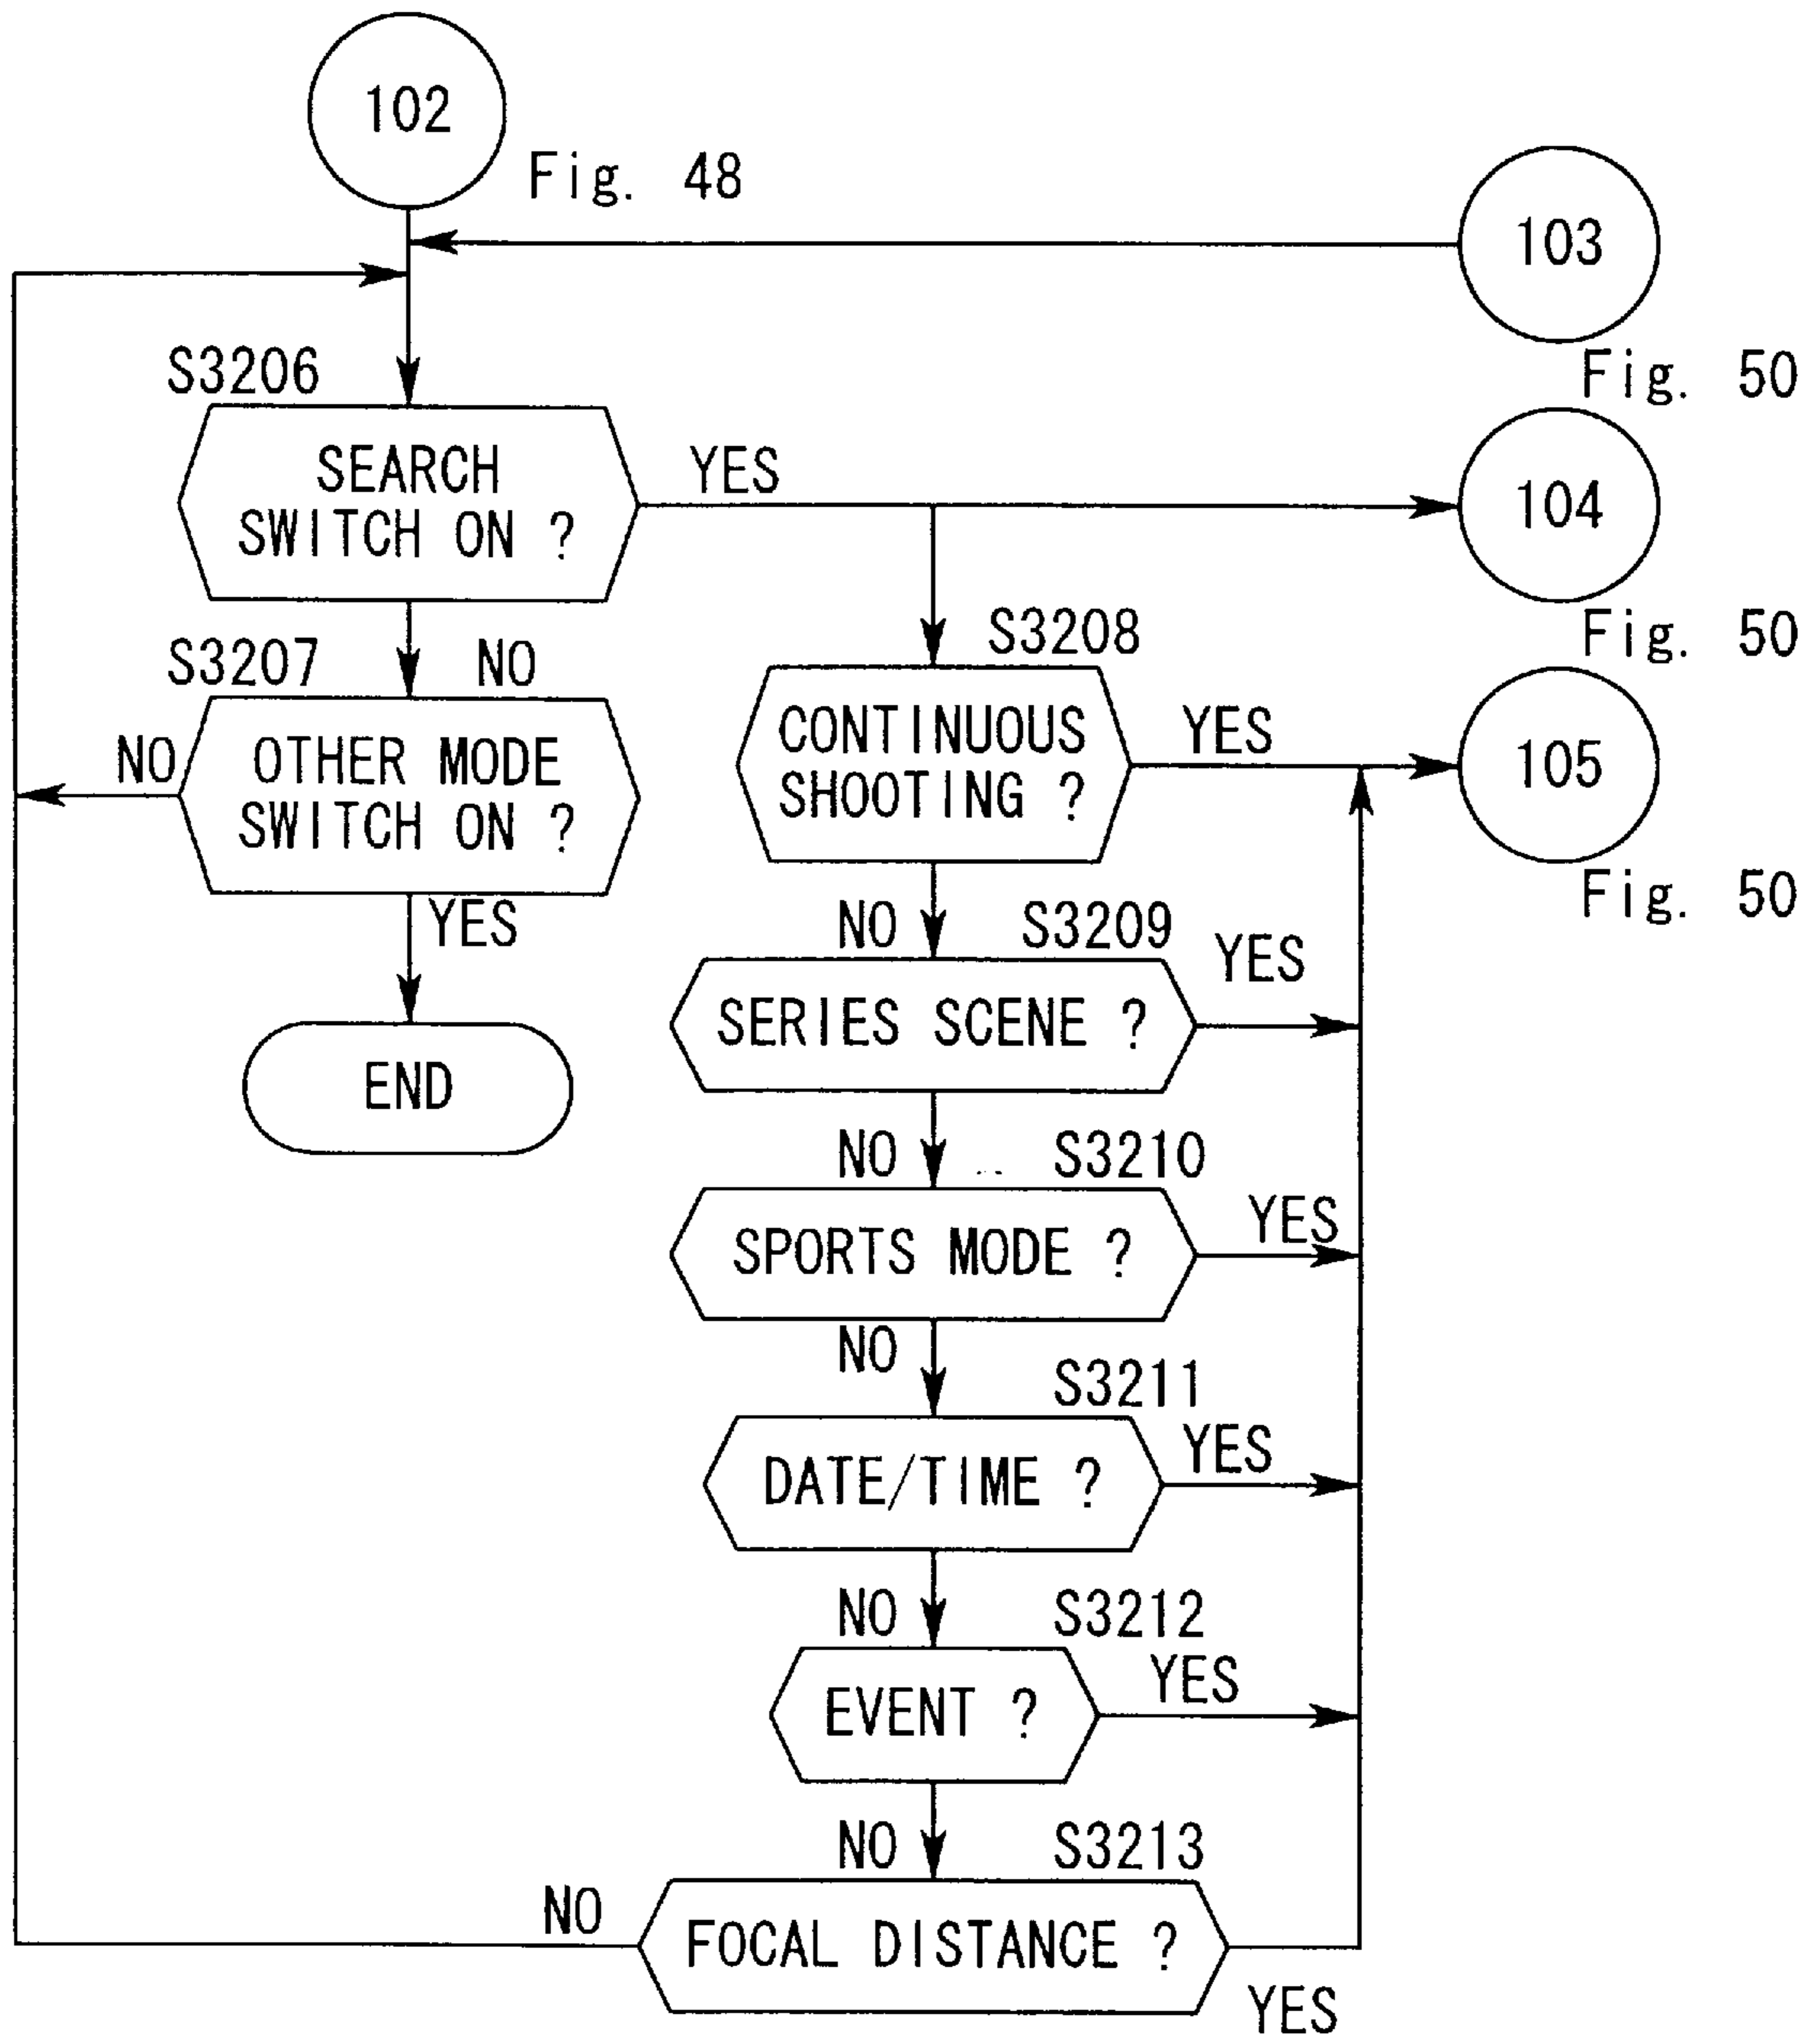 102
Fig. 48
103
Fig. 50
S3206
SEARCH
SWITCH ON ?
YES
104
Fig. 50
S3207
NO
OTHER MODE
SWITCH ON ?
NO
YES
END
S3208
CONTINUOUS
SHOOTING ?
YES
105
Fig. 50
NO
S3209
SERIES SCENE ?
YES
NO
S3210
SPORTS MODE ?
YES
NO
S3211
DATE/TIME ?
YES
NO
S3212
EVENT ?
YES
NO
S3213
FOCAL DISTANCE ?
NO
YES